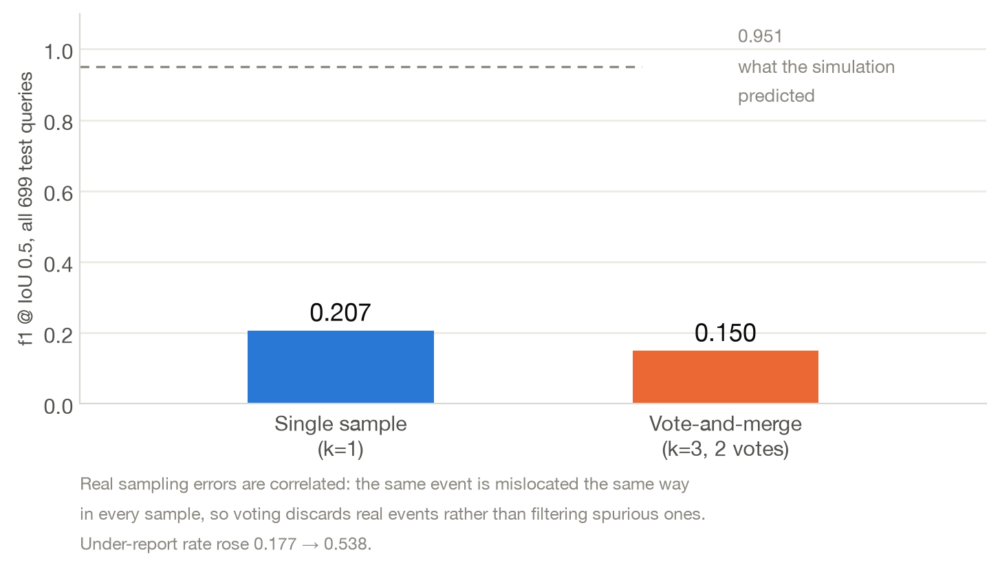 0.951
what the simulation
predicted
1.0
0.8
0.6
0.4
0.2
0.0
f1 @ IoU 0.5, all 699 test queries
0.207
0.150
Single sample
(k=1)
Vote-and-merge
(k=3, 2 votes)
Real sampling errors are correlated: the same event is mislocated the same way
in every sample, so voting discards real events rather than filtering spurious ones.
Under-report rate rose 0.177 → 0.538.